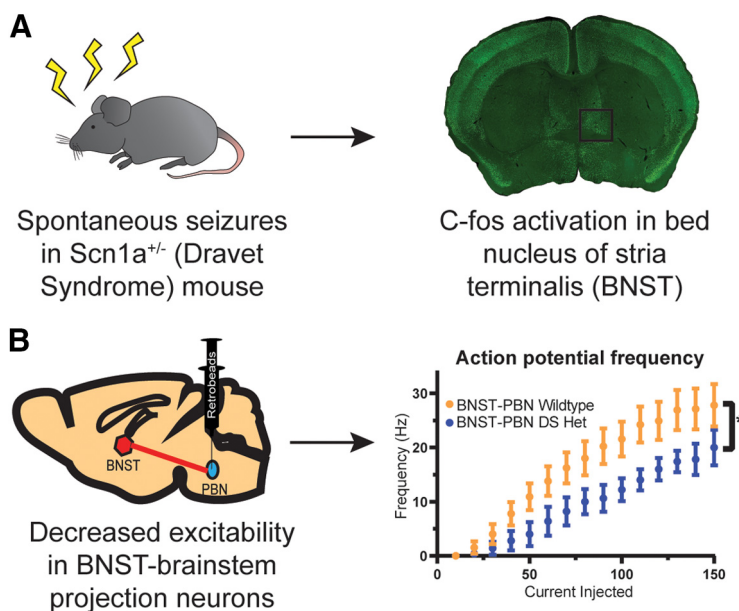 A
Spontaneous seizures
in Scn1a+/- (Dravet
Syndrome) mouse
C-fos activation in bed
nucleus of stria
terminalis (BNST)
B
Retrobeads
BNST
PBN
Decreased excitability
in BNST-brainstem
projection neurons
Action potential frequency
BNST-PBN Wildtype
BNST-PBN DS Het
Frequency (Hz)
30
20
10
0
0
50
100
150
Current Injected